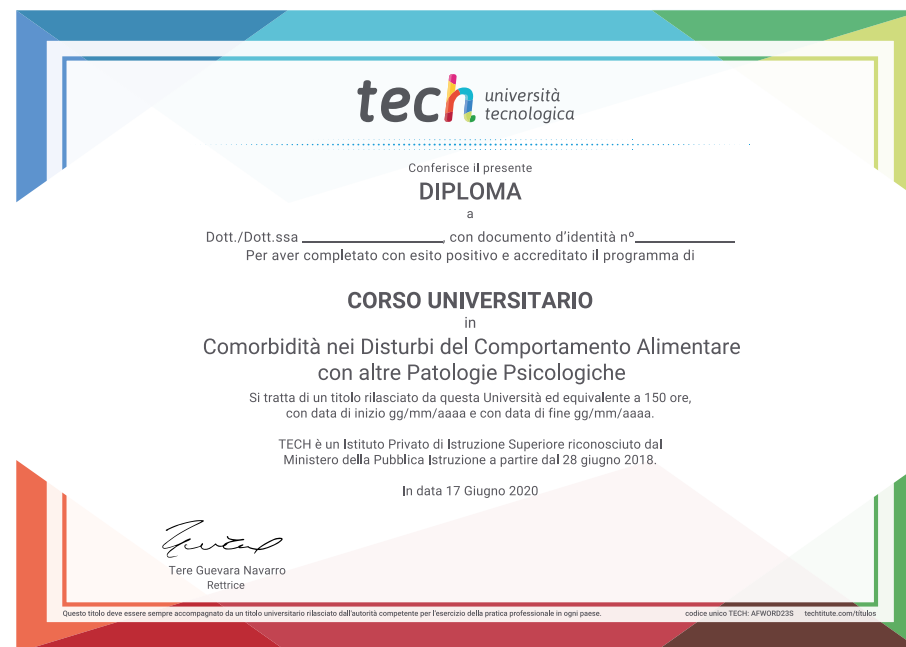 tech università
tecnologica
Conferisce il presente
DIPLOMA
a
Dott./Dott.ssa ____________________, con documento d'identità nº______________
Per aver completato con esito positivo e accreditato il programma di
CORSO UNIVERSITARIO
in
Comorbidità nei Disturbi del Comportamento Alimentare
con altre Patologie Psicologiche
Si tratta di un titolo rilasciato da questa Università ed equivalente a 150 ore,
con data di inizio gg/mm/aaaa e con data di fine gg/mm/aaaa.
TECH è un Istituto Privato di Istruzione Superiore riconosciuto dal
Ministero della Pubblica Istruzione a partire dal 28 giugno 2018.
In data 17 Giugno 2020
Tere Guevara Navarro
Rettrice
Questo titolo deve essere sempre accompagnato da un titolo universitario rilasciato dall'autorità competente per l'esercizio della pratica professionale in ogni paese. codice unico TECH: AFWORD23S techtitute.com/titulos